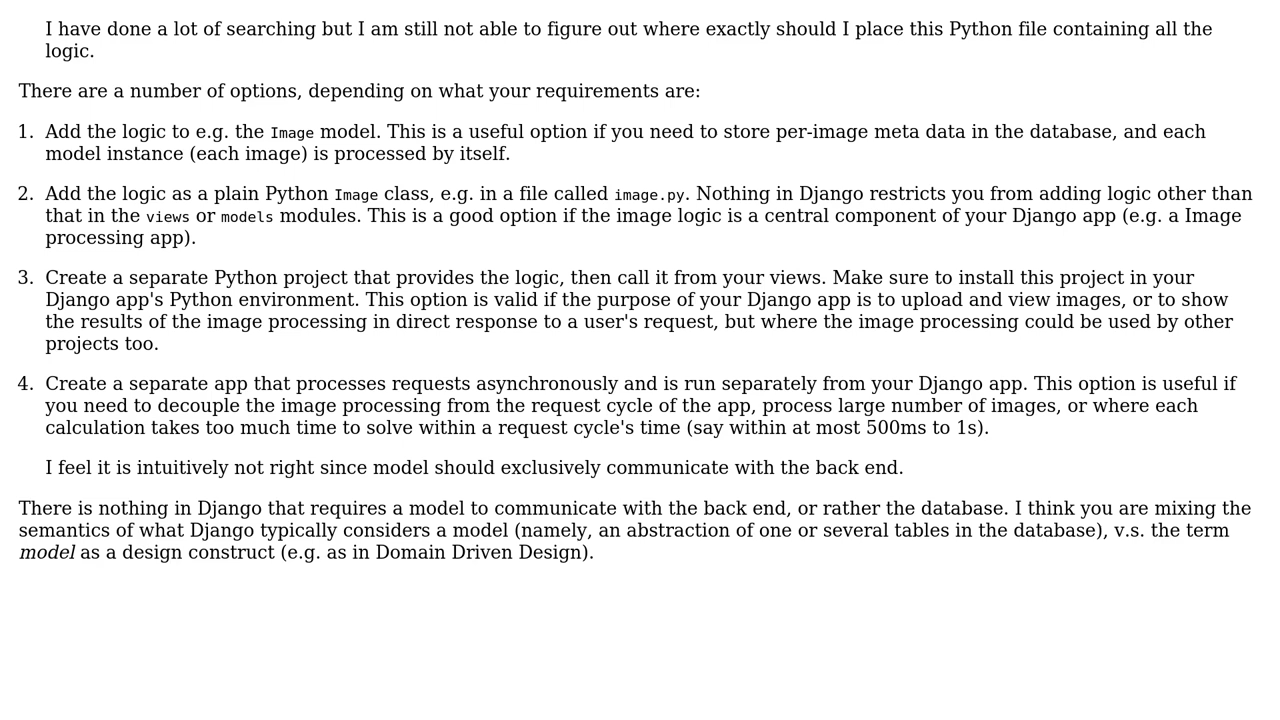 I have done a lot of searching but I am still not able to figure out where exactly should I place this Python file containing all the
logic.
There are a number of options, depending on what your requirements are:
1. Add the logic to e.g. the Image model. This is a useful option if you need to store per-image meta data in the database, and each
model instance (each image) is processed by itself.
2. Add the logic as a plain Python Image class, e.g. in a file called image.py. Nothing in Django restricts you from adding logic other than
that in the views or models modules. This is a good option if the image logic is a central component of your Django app (e.g. a Image
processing app).
3. Create a separate Python project that provides the logic, then call it from your views. Make sure to install this project in your
Django app's Python environment. This option is valid if the purpose of your Django app is to upload and view images, or to show
the results of the image processing in direct response to a user's request, but where the image processing could be used by other
projects too.
4. Create a separate app that processes requests asynchronously and is run separately from your Django app. This option is useful if
you need to decouple the image processing from the request cycle of the app, process large number of images, or where each
calculation takes too much time to solve within a request cycle's time (say within at most 500ms to 1s).
I feel it is intuitively not right since model should exclusively communicate with the back end.
There is nothing in Django that requires a model to communicate with the back end, or rather the database. I think you are mixing the
semantics of what Django typically considers a model (namely, an abstraction of one or several tables in the database), v.s. the term
model as a design construct (e.g. as in Domain Driven Design).